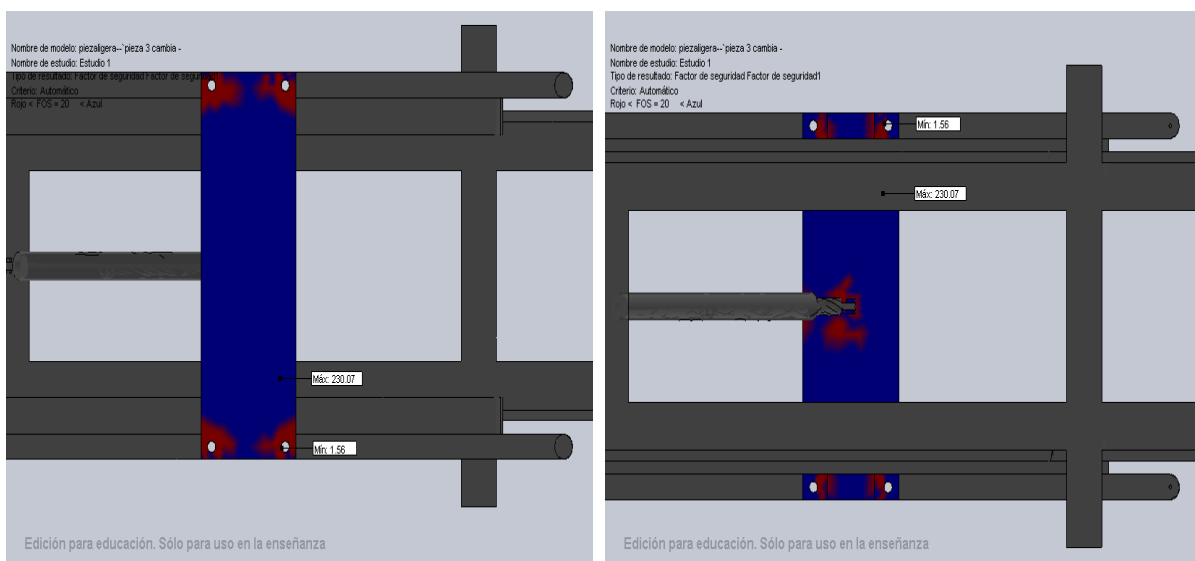 Nombre de modelo: piezaligera--`pieza 3 cambia -
Nombre de estudio: Estudio 1
Tipo de resultado: Factor de seguridad Factor de seguridad1
Criterio: Automático
Rojo < FOS = 20 < Azul
Máx: 230.07
Mín: 1.56
Edición para educación. Sólo para uso en la enseñanza
Nombre de modelo: piezaligera--`pieza 3 cambia -
Nombre de estudio: Estudio 1
Tipo de resultado: Factor de seguridad Factor de seguridad1
Criterio: Automático
Rojo < FOS = 20 < Azul
Mín: 1.56
Máx: 230.07
Edición para educación. Sólo para uso en la enseñanza